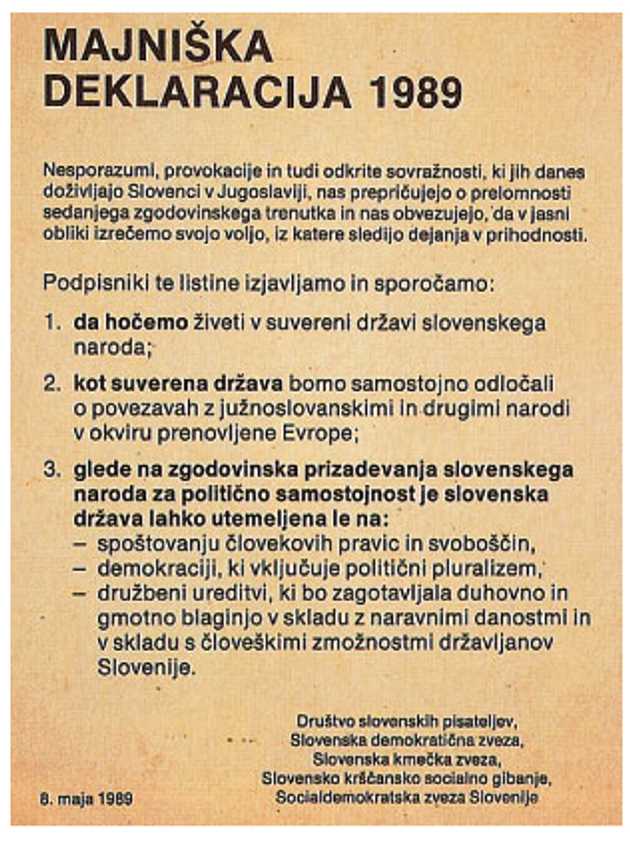 MAJNIŠKA
DEKLARACIJA 1989
Nesporazumi, provokacije in tudi odkrite sovražnosti, ki jih danes
doživljajo Slovenci v Jugoslaviji, nas prepričujejo o prelomnosti
sedanjega zgodovinskega trenutka in nas obvezujejo, da v jasni
obliki izrečemo svojo voljo, iz katere sledijo dejanja v prihodnosti.
Podpisniki te listine izjavljamo in sporočamo:
1. da hočemo živeti v suvereni državi slovenskega
naroda;
2. kot suverena država bomo samostojno odločali
o povezavah z južnoslovanskimi in drugimi narodi
v okviru prenovljene Evrope;
3. glede na zgodovinska prizadevanja slovenskega
naroda za politično samostojnost je slovenska
država lahko utemeljena le na:
– spoštovanju človekovih pravic in svoboščin,
– demokraciji, ki vključuje politični pluralizem,
– družbeni ureditvi, ki bo zagotavljala duhovno in
gmotno blaginjo v skladu z naravnimi danostmi in
v skladu s človeškimi zmožnostmi državljanov
Slovenije.
Društvo slovenskih pisateljev,
Slovenska demokratična zveza,
Slovenska kmečka zveza,
Slovensko krščansko socialno gibanje,
Socialdemokratska zveza Slovenije
8. maja 1989